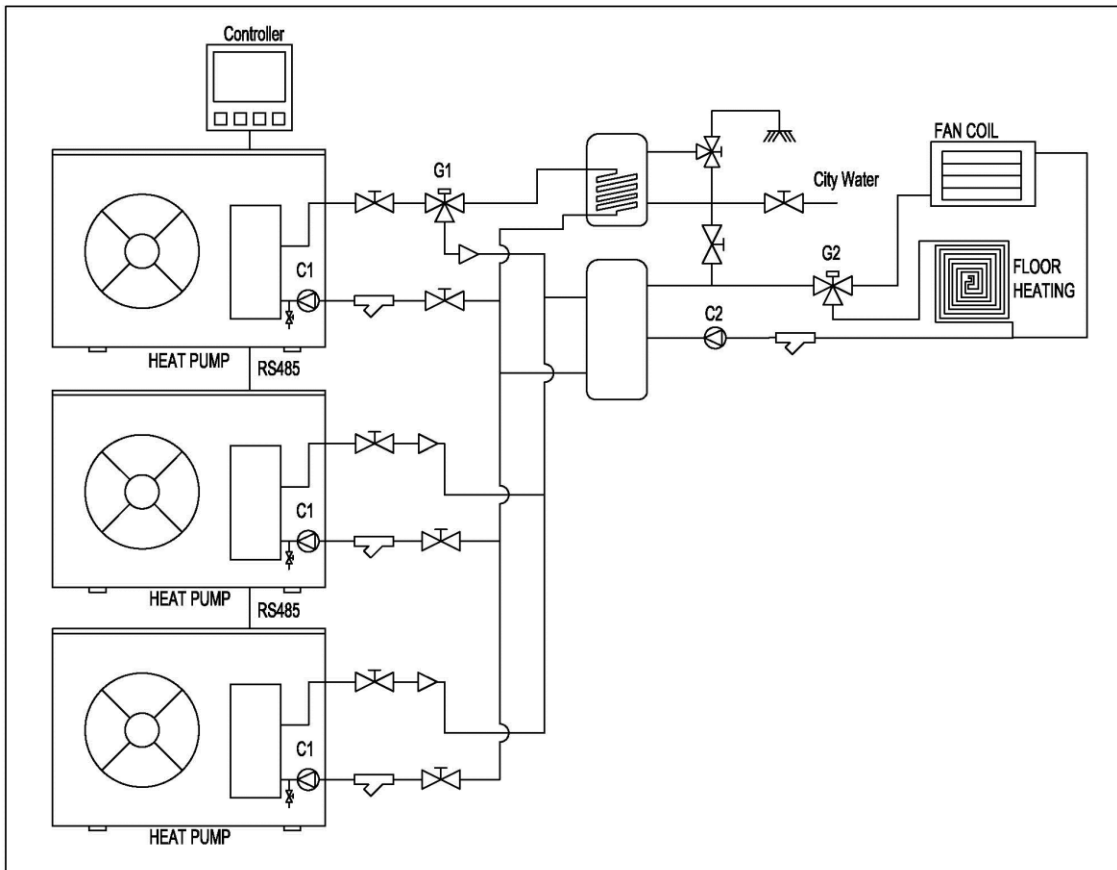 Controller
G1
FAN COIL
City Water
C1
G2
FLOOR
HEATING
C2
HEAT PUMP
RS485
C1
HEAT PUMP
RS485
C1
HEAT PUMP